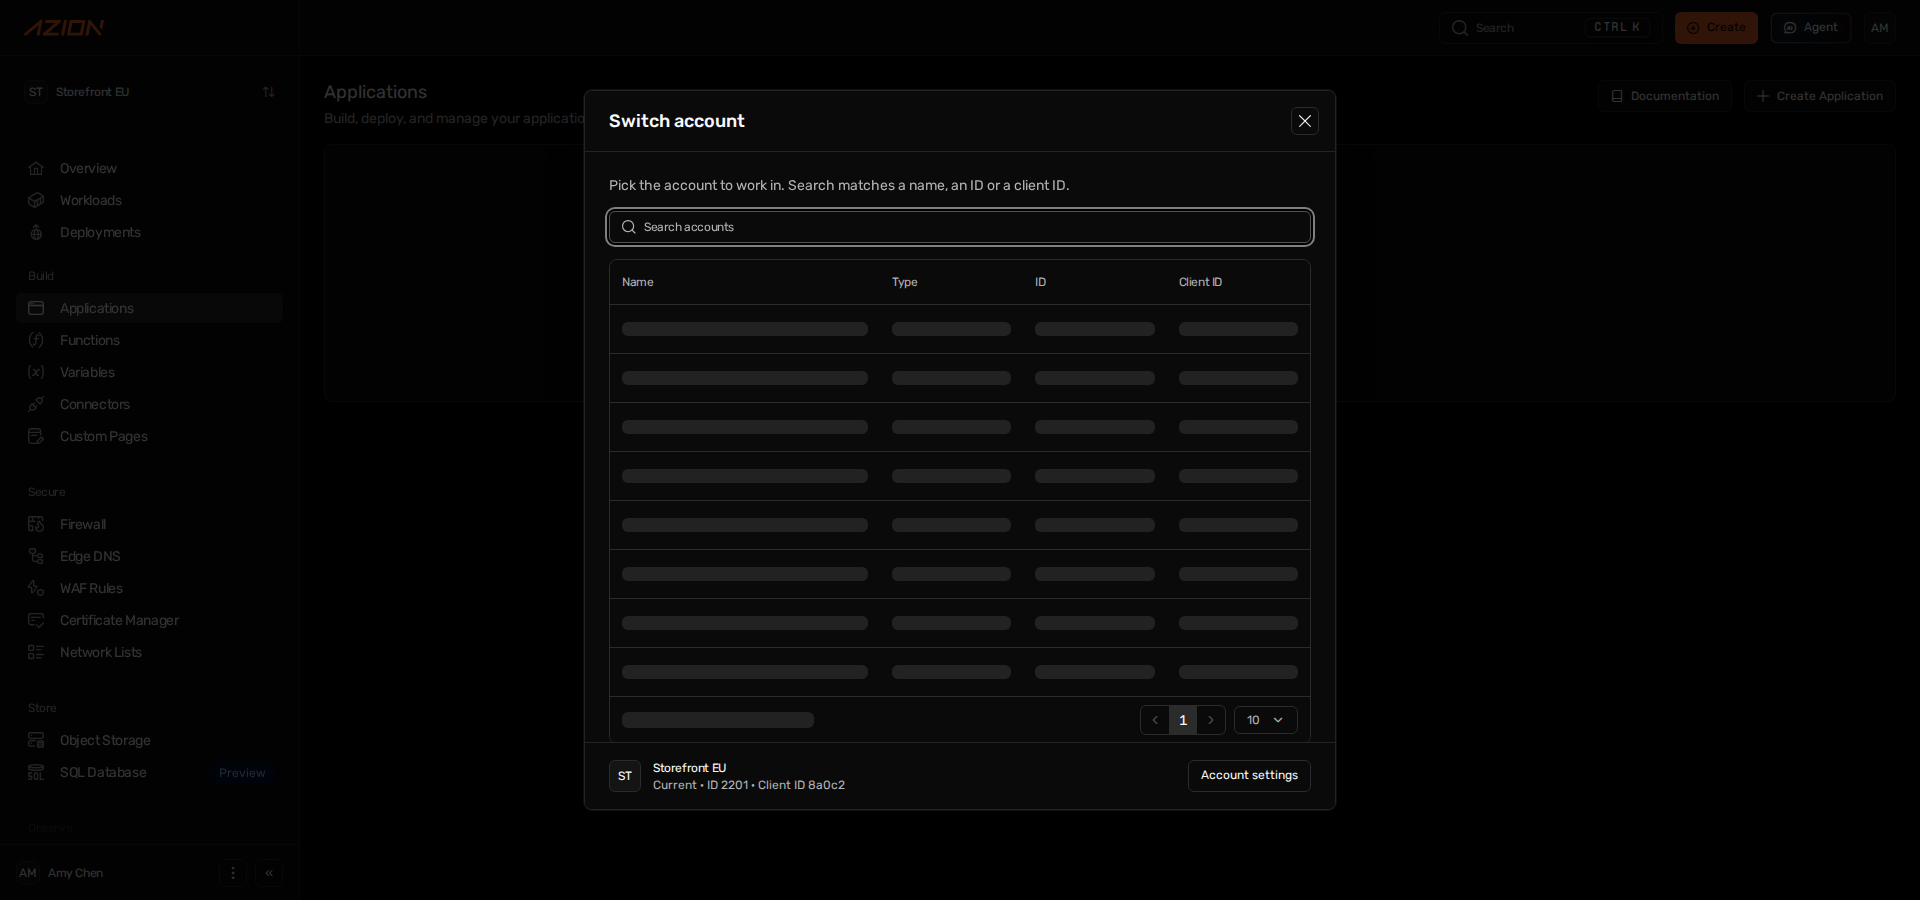 AZION
Search
CTRL K
Create
Agent
AM
ST
Storefront EU
Applications
Build, deploy, and manage your applicatio
Documentation
Create Application
Overview
Workloads
Deployments
Build
Applications
Functions
Variables
Connectors
Custom Pages
Secure
Firewall
Edge DNS
WAF Rules
Certificate Manager
Network Lists
Store
Object Storage
SQL Database
Preview
Observe
AM
Amy Chen
Switch account
Pick the account to work in. Search matches a name, an ID or a client ID.
Search accounts
Name Type ID Client ID
1
10
ST
Storefront EU
Current • ID 2201 • Client ID 8a0c2
Account settings